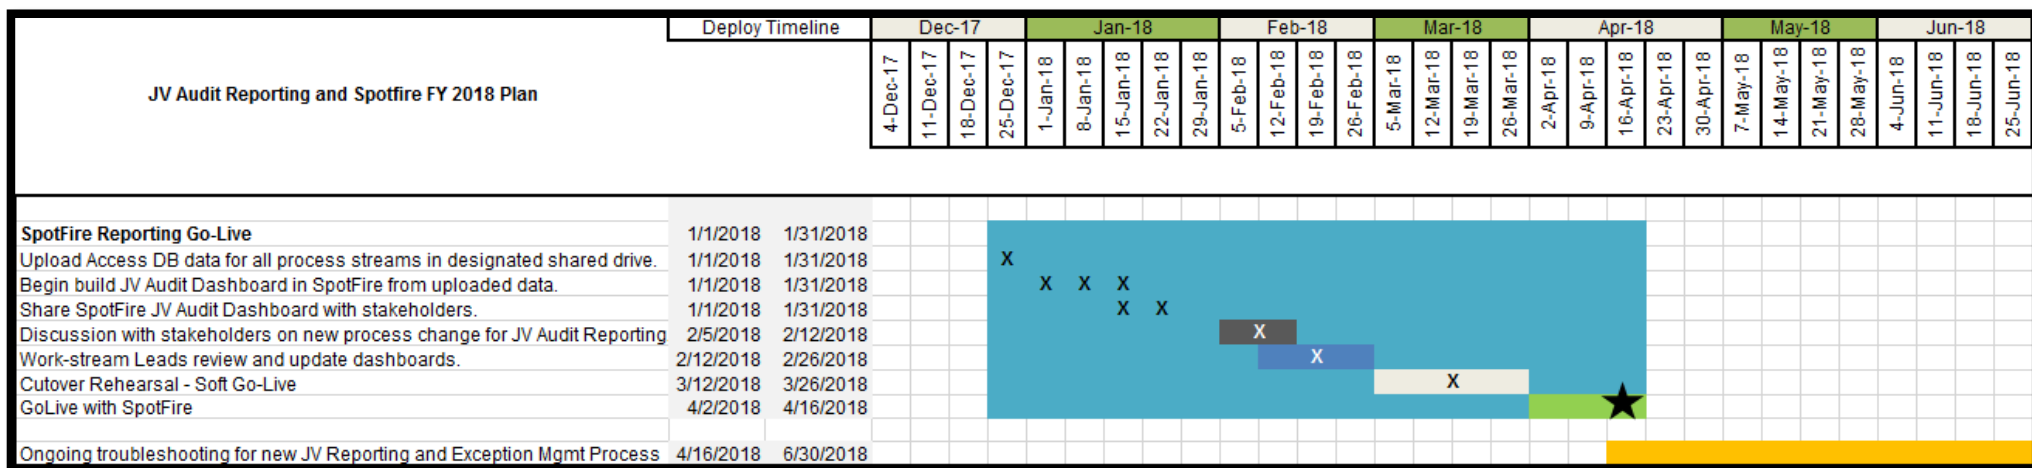 Deploy Timeline Dec-17 Jan-18 Feb-18 Mar-18 Apr-18 May-18 Jun-18
JV Audit Reporting and Spotfire FY 2018 Plan
4-Dec-17 11-Dec-17 18-Dec-17 25-Dec-17 1-Jan-18 8-Jan-18 15-Jan-18 22-Jan-18 29-Jan-18 5-Feb-18 12-Feb-18 19-Feb-18 26-Feb-18 5-Mar-18 12-Mar-18 19-Mar-18 26-Mar-18 2-Apr-18 9-Apr-18 16-Apr-18 23-Apr-18 30-Apr-18 7-May-18 14-May-18 21-May-18 28-May-18 4-Jun-18 11-Jun-18 18-Jun-18 25-Jun-18
SpotFire Reporting Go-Live 1/1/2018 1/31/2018
Upload Access DB data for all process streams in designated shared drive. 1/1/2018 1/31/2018 X
Begin build JV Audit Dashboard in SpotFire from uploaded data. 1/1/2018 1/31/2018 X X X
Share SpotFire JV Audit Dashboard with stakeholders. 1/1/2018 1/31/2018 X X
Discussion with stakeholders on new process change for JV Audit Reporting 2/5/2018 2/12/2018 X
Work-stream Leads review and update dashboards. 2/12/2018 2/26/2018 X
Cutover Rehearsal - Soft Go-Live 3/12/2018 3/26/2018 X
GoLive with SpotFire 4/2/2018 4/16/2018
Ongoing troubleshooting for new JV Reporting and Exception Mgmt Process 4/16/2018 6/30/2018